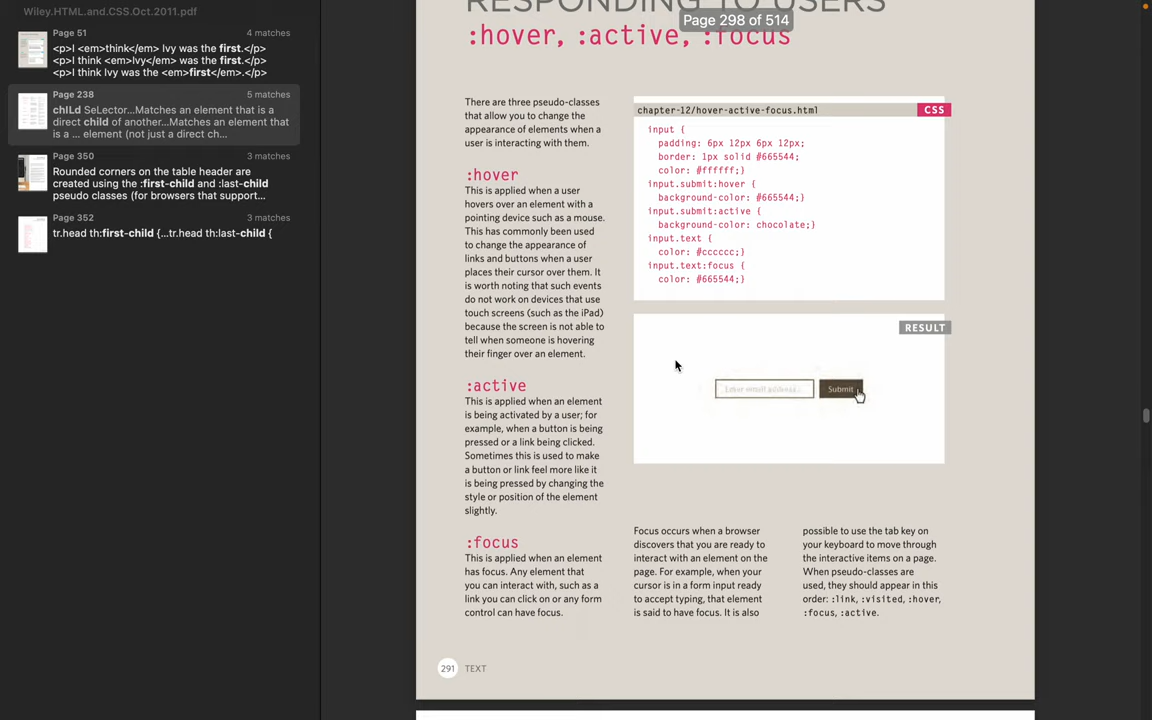 Wiley.HTML.and.CSS.Oct.2011.pdf
Page 51
4 matches
<p>I <em>think</em> Ivy was the first.</p>
<p>I think <em>Ivy</em> was the first.</p>
<p>I think Ivy was the <em>first</em>.</p>
Page 238
5 matches
chILd SeLector...Matches an element that is a
direct child of another...Matches an element that
is a ... element (not just a direct ch...
Page 350
3 matches
Rounded corners on the table header are
created using the :first-child and :last-child
pseudo classes (for browsers that support...
Page 352
3 matches
tr.head th:first-child {...tr.head th:last-child {
RESPONDING TO USERS
Page 298 of 514
:hover, :active, :focus
There are three pseudo-classes
that allow you to change the
appearance of elements when a
user is interacting with them.
:hover
This is applied when a user
hovers over an element with a
pointing device such as a mouse.
This has commonly been used
to change the appearance of
links and buttons when a user
places their cursor over them. It
is worth noting that such events
do not work on devices that use
touch screens (such as the iPad)
because the screen is not able to
tell when someone is hovering
their finger over an element.
:active
This is applied when an element
is being activated by a user; for
example, when a button is being
pressed or a link being clicked.
Sometimes this is used to make
a button or link feel more like it
is being pressed by changing the
style or position of the element
slightly.
:focus
This is applied when an element
has focus. Any element that
you can interact with, such as a
link you can click on or any form
control can have focus.
chapter-12/hover-active-focus.html
CSS
input {
padding: 6px 12px 6px 12px;
border: 1px solid #665544;
color: #ffffff;}
input.submit:hover {
background-color: #665544;}
input.submit:active {
background-color: chocolate;}
input.text {
color: #cccccc;}
input.text:focus {
color: #665544;}
RESULT
Enter email address...
Submit
Focus occurs when a browser
discovers that you are ready to
interact with an element on the
page. For example, when your
cursor is in a form input ready
to accept typing, that element
is said to have focus. It is also
possible to use the tab key on
your keyboard to move through
the interactive items on a page.
When pseudo-classes are
used, they should appear in this
order: :link, :visited, :hover,
:focus, :active.
291
TEXT